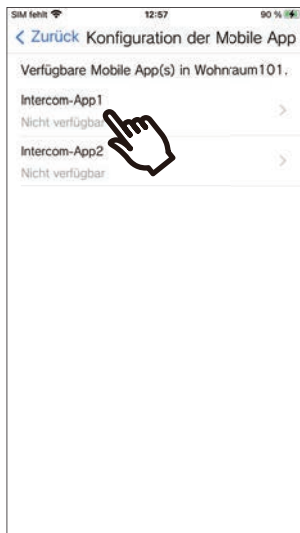 SIM fehlt 12:57 90 %
Zurück Konfiguration der Mobile App
Verfügbare Mobile App(s) in Wohnraum101.
Intercom-App1
Nicht verfügbar
Intercom-App2
Nicht verfügbar